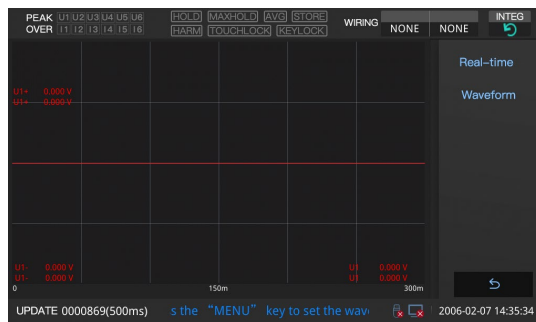 PEAK U1 U2 U3 U4 U5 U6 HOLD MAXHOLD AVG STORE WIRING INTEG
OVER I1 I2 I3 I4 I5 I6 HARM TOUCHLOCK KEYLOCK NONE NONE
Real-time
Waveform
U1+ 0.000 V
U1+ 0.000 V
U1- 0.000 V U1 0.000 V
U1- 0.000 V U1 0.000 V
0 150m 300m
UPDATE 0000869(500ms) s the “MENU” key to set the wav 2006-02-07 14:35:34